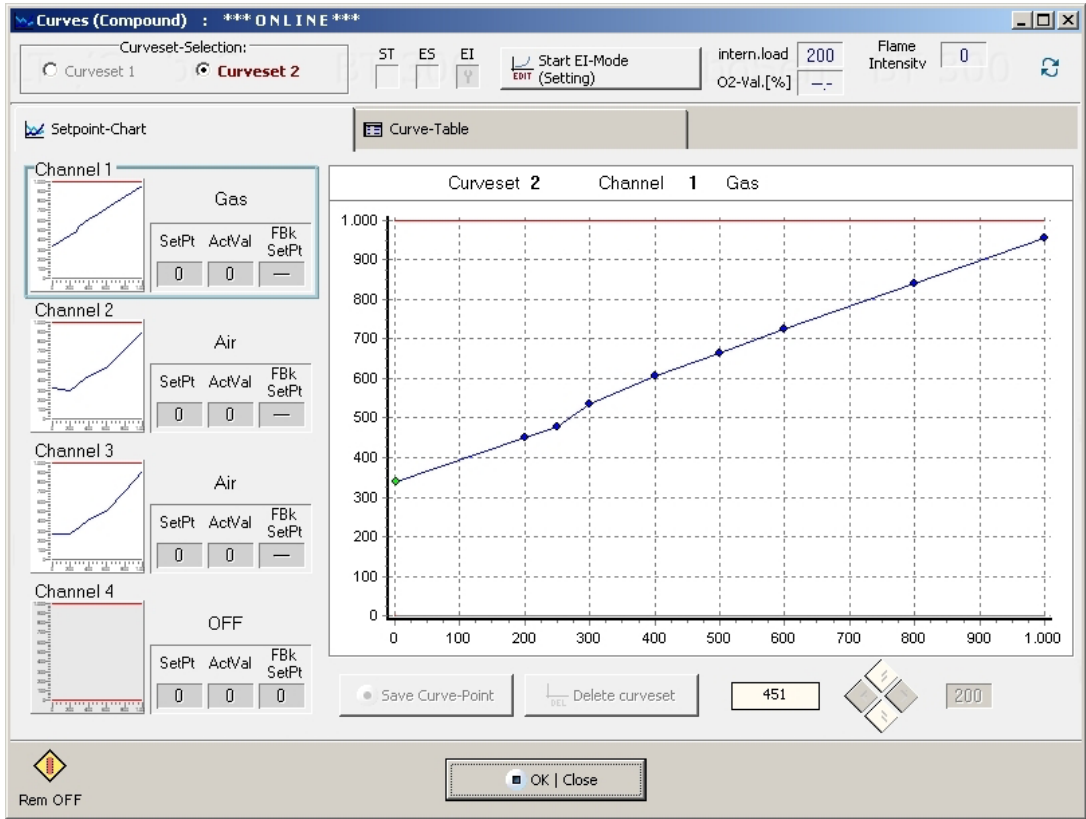 Curves (Compound) : ***ONLINE***
Curveset-Selection:
Curveset 1
Curveset 2
ST ES EI
Y
EDIT
Start EI-Mode
(Setting)
intern.load 200
O2-Val.[%] —.-
Flame
Intensity 0
Setpoint-Chart
Curve-Table
Channel 1
Gas
SetPt ActVal FBk
SetPt
0 0 —
Channel 2
Air
SetPt ActVal FBk
SetPt
0 0 —
Channel 3
Air
SetPt ActVal FBk
SetPt
0 0 —
Channel 4
OFF
SetPt ActVal FBk
SetPt
0 0 0
Curveset 2 Channel 1 Gas
1.000
900
800
700
600
500
400
300
200
100
0
0 100 200 300 400 500 600 700 800 900 1.000
Save Curve-Point
DEL
Delete curveset
451
200
Rem OFF
OK | Close